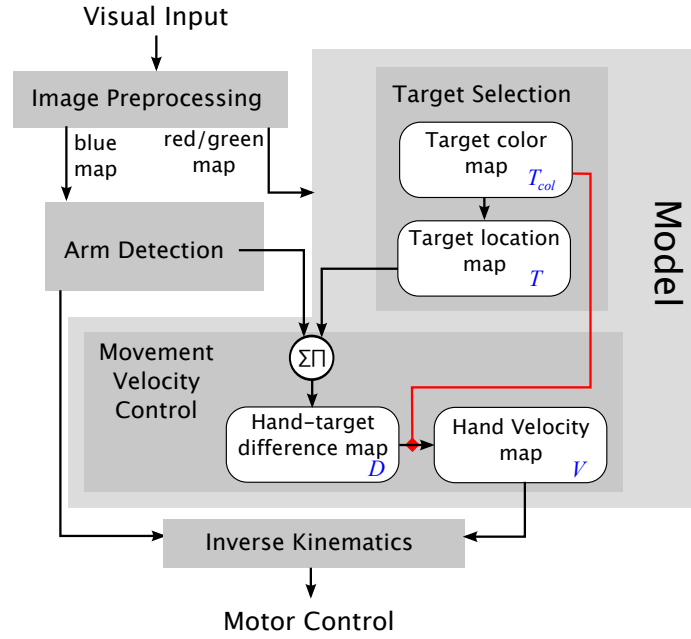 Visual Input
Image Preprocessing
blue
map
red/green
map
Target Selection
Target color
map
T_col
Target location
map
T
Model
Arm Detection
Movement
Velocity
Control
ΣΠ
Hand-target
difference map
D
Hand Velocity
map
V
Inverse Kinematics
Motor Control